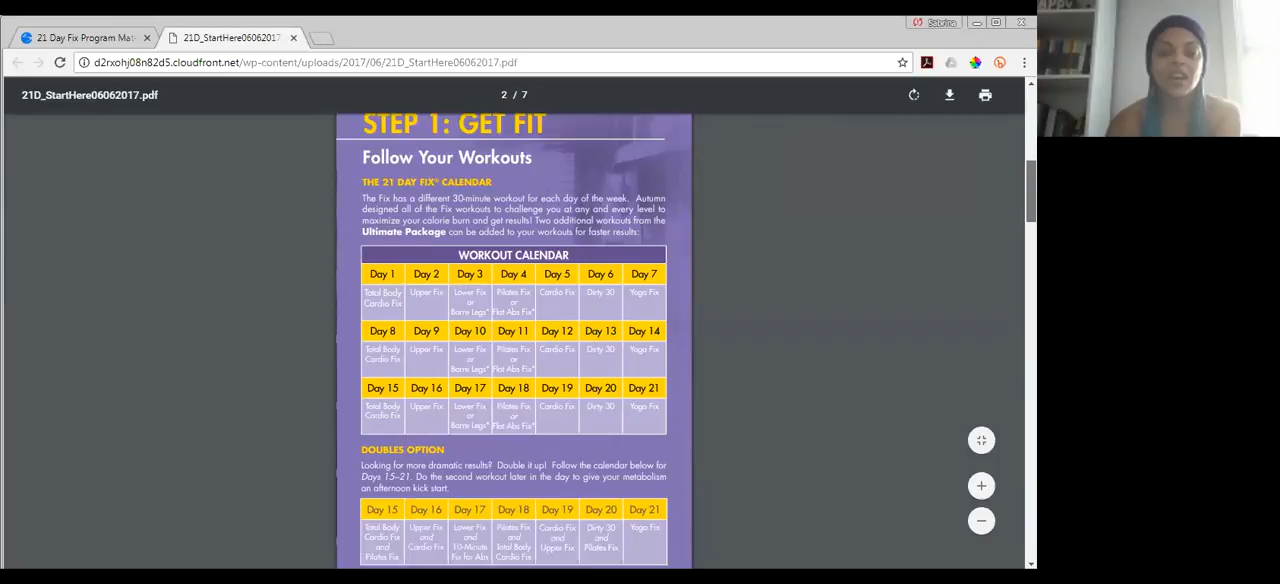 Sabrina
21 Day Fix Program Mat
21D_StartHere06062017
d2rxohj08n82d5.cloudfront.net/wp-content/uploads/2017/06/21D_StartHere06062017.pdf
21D_StartHere06062017.pdf
2 / 7
STEP 1: GET FIT
Follow Your Workouts
THE 21 DAY FIX® CALENDAR
The Fix has a different 30-minute workout for each day of the week. Autumn
designed all of the Fix workouts to challenge you at any and every level to
maximize your calorie burn and get results! Two additional workouts from the
Ultimate Package can be added to your workouts for faster results:
WORKOUT CALENDAR
Day 1 Day 2 Day 3 Day 4 Day 5 Day 6 Day 7
Total Body Upper Fix Lower Fix Pilates Fix Cardio Fix Dirty 30 Yoga Fix
Cardio Fix or or
Barre Legs* Flat Abs Fix*
Day 8 Day 9 Day 10 Day 11 Day 12 Day 13 Day 14
Total Body Upper Fix Lower Fix Pilates Fix Cardio Fix Dirty 30 Yoga Fix
Cardio Fix or or
Barre Legs* Flat Abs Fix*
Day 15 Day 16 Day 17 Day 18 Day 19 Day 20 Day 21
Total Body Upper Fix Lower Fix Pilates Fix Cardio Fix Dirty 30 Yoga Fix
Cardio Fix or or
Barre Legs* Flat Abs Fix*
DOUBLES OPTION
Looking for more dramatic results? Double it up! Follow the calendar below for
Days 15–21. Do the second workout later in the day to give your metabolism
an afternoon kick start.
Day 15 Day 16 Day 17 Day 18 Day 19 Day 20 Day 21
Total Body Upper Fix Lower Fix Pilates Fix Cardio Fix Dirty 30 Yoga Fix
Cardio Fix and and and and and
and Cardio Fix 10-Minute Total Body Upper Fix Pilates Fix
Pilates Fix Fix for Abs Cardio Fix